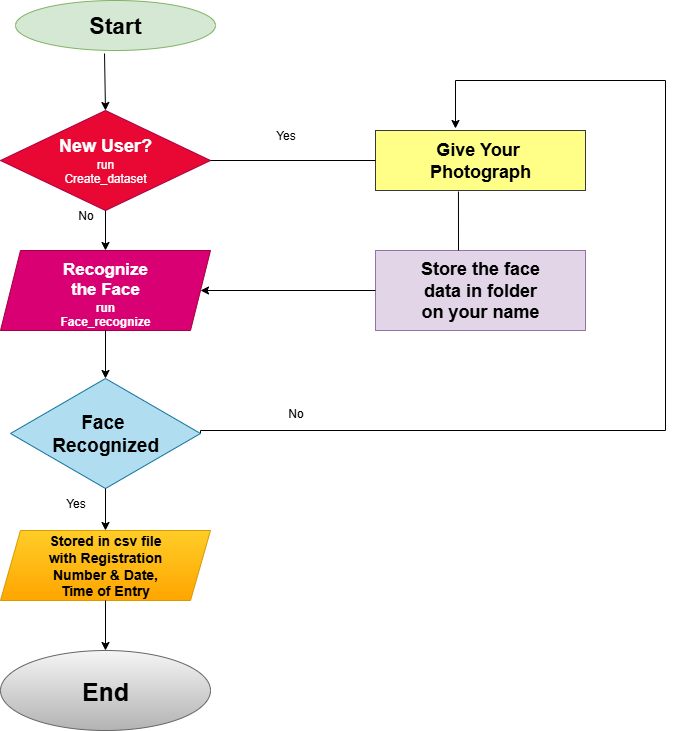 Start
New User?
run
Create_dataset
Yes
Give Your
Photograph
No
Recognize
the Face
run
Face_recognize
Store the face
data in folder
on your name
Face
Recognized
No
Yes
Stored in csv file
with Registration
Number & Date,
Time of Entry
End